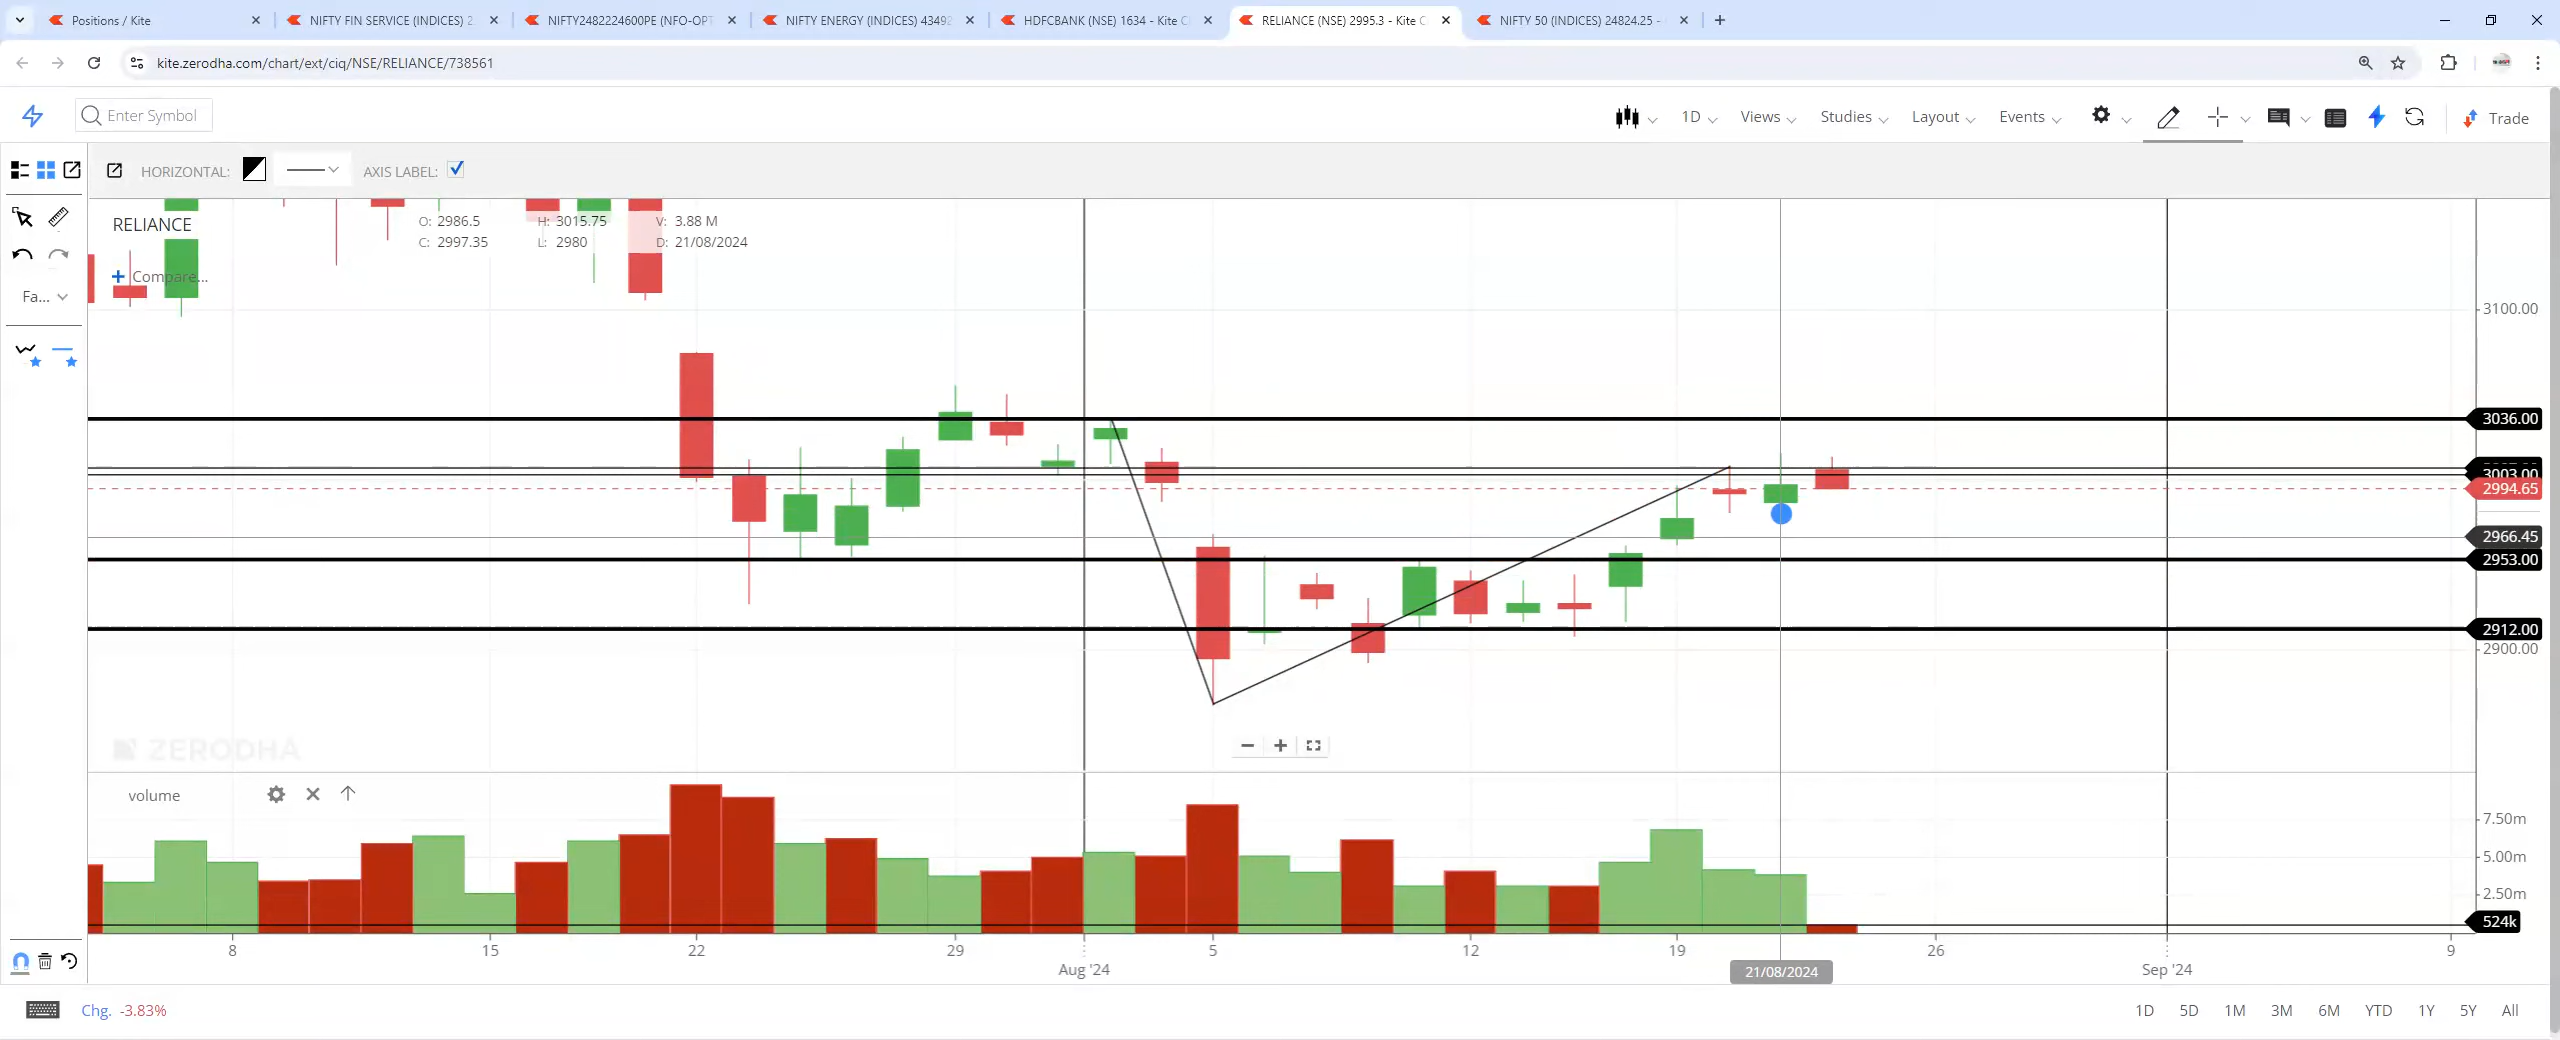 Positions / Kite
NIFTY FIN SERVICE (INDICES) 2
NIFTY2482224600PE (NFO-OPT
NIFTY ENERGY (INDICES) 4349
HDFCBANK (NSE) 1634 - Kite C
RELIANCE (NSE) 2995.3 - Kite C
NIFTY 50 (INDICES) 24824.25 -
kite.zerodha.com/chart/ext/ciq/NSE/RELIANCE/738561
Enter Symbol
1D Views Studies Layout Events Trade
HORIZONTAL: AXIS LABEL:
RELIANCE
O: 2986.5 H: 3015.75 V: 3.88 M
C: 2997.35 L: 2980 D: 21/08/2024
+ Compare...
Fa...
3100.00
3036.00
3003.00
2994.65
2966.45
2953.00
2912.00
2900.00
ZERODHA
volume
7.50m
5.00m
2.50m
524k
8 15 22 29 5 12 19 26 9
Aug '24 21/08/2024 Sep '24
Chg. -3.83%
1D 5D 1M 3M 6M YTD 1Y 5Y All